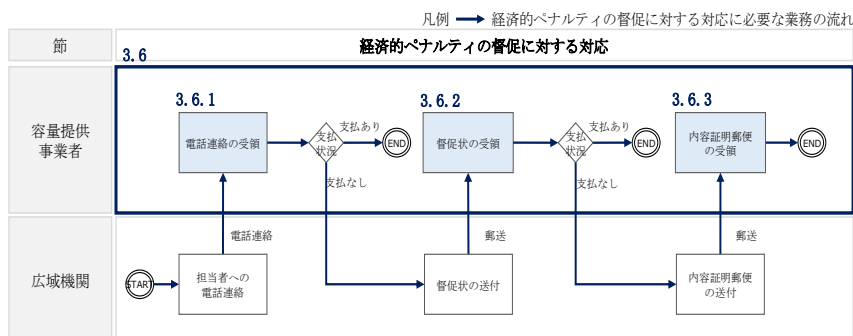 凡例 経済的ペナルティの督促に対する対応に必要な業務の流れ
節
経済的ペナルティの督促に対する対応
3.6
容量提供
事業者
3.6.1
電話連絡の受領
支払
状況
支払あり
END
支払なし
3.6.2
督促状の受領
支払
状況
支払あり
END
支払なし
3.6.3
内容証明郵便
の受領
END
電話連絡
郵送
郵送
広域機関
START
担当者への
電話連絡
督促状の送付
内容証明郵便
の送付